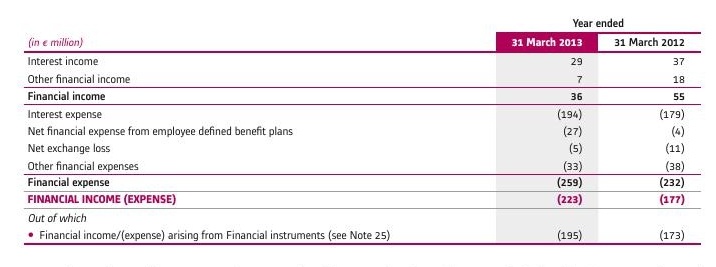 Year ended
(in € million) 31 March 2013 31 March 2012
Interest income 29 37
Other financial income 7 18
Financial income 36 55
Interest expense (194) (179)
Net financial expense from employee defined benefit plans (27) (4)
Net exchange loss (5) (11)
Other financial expenses (33) (38)
Financial expense (259) (232)
FINANCIAL INCOME (EXPENSE) (223) (177)
Out of which
• Financial income/(expense) arising from Financial instruments (see Note 25) (195) (173)